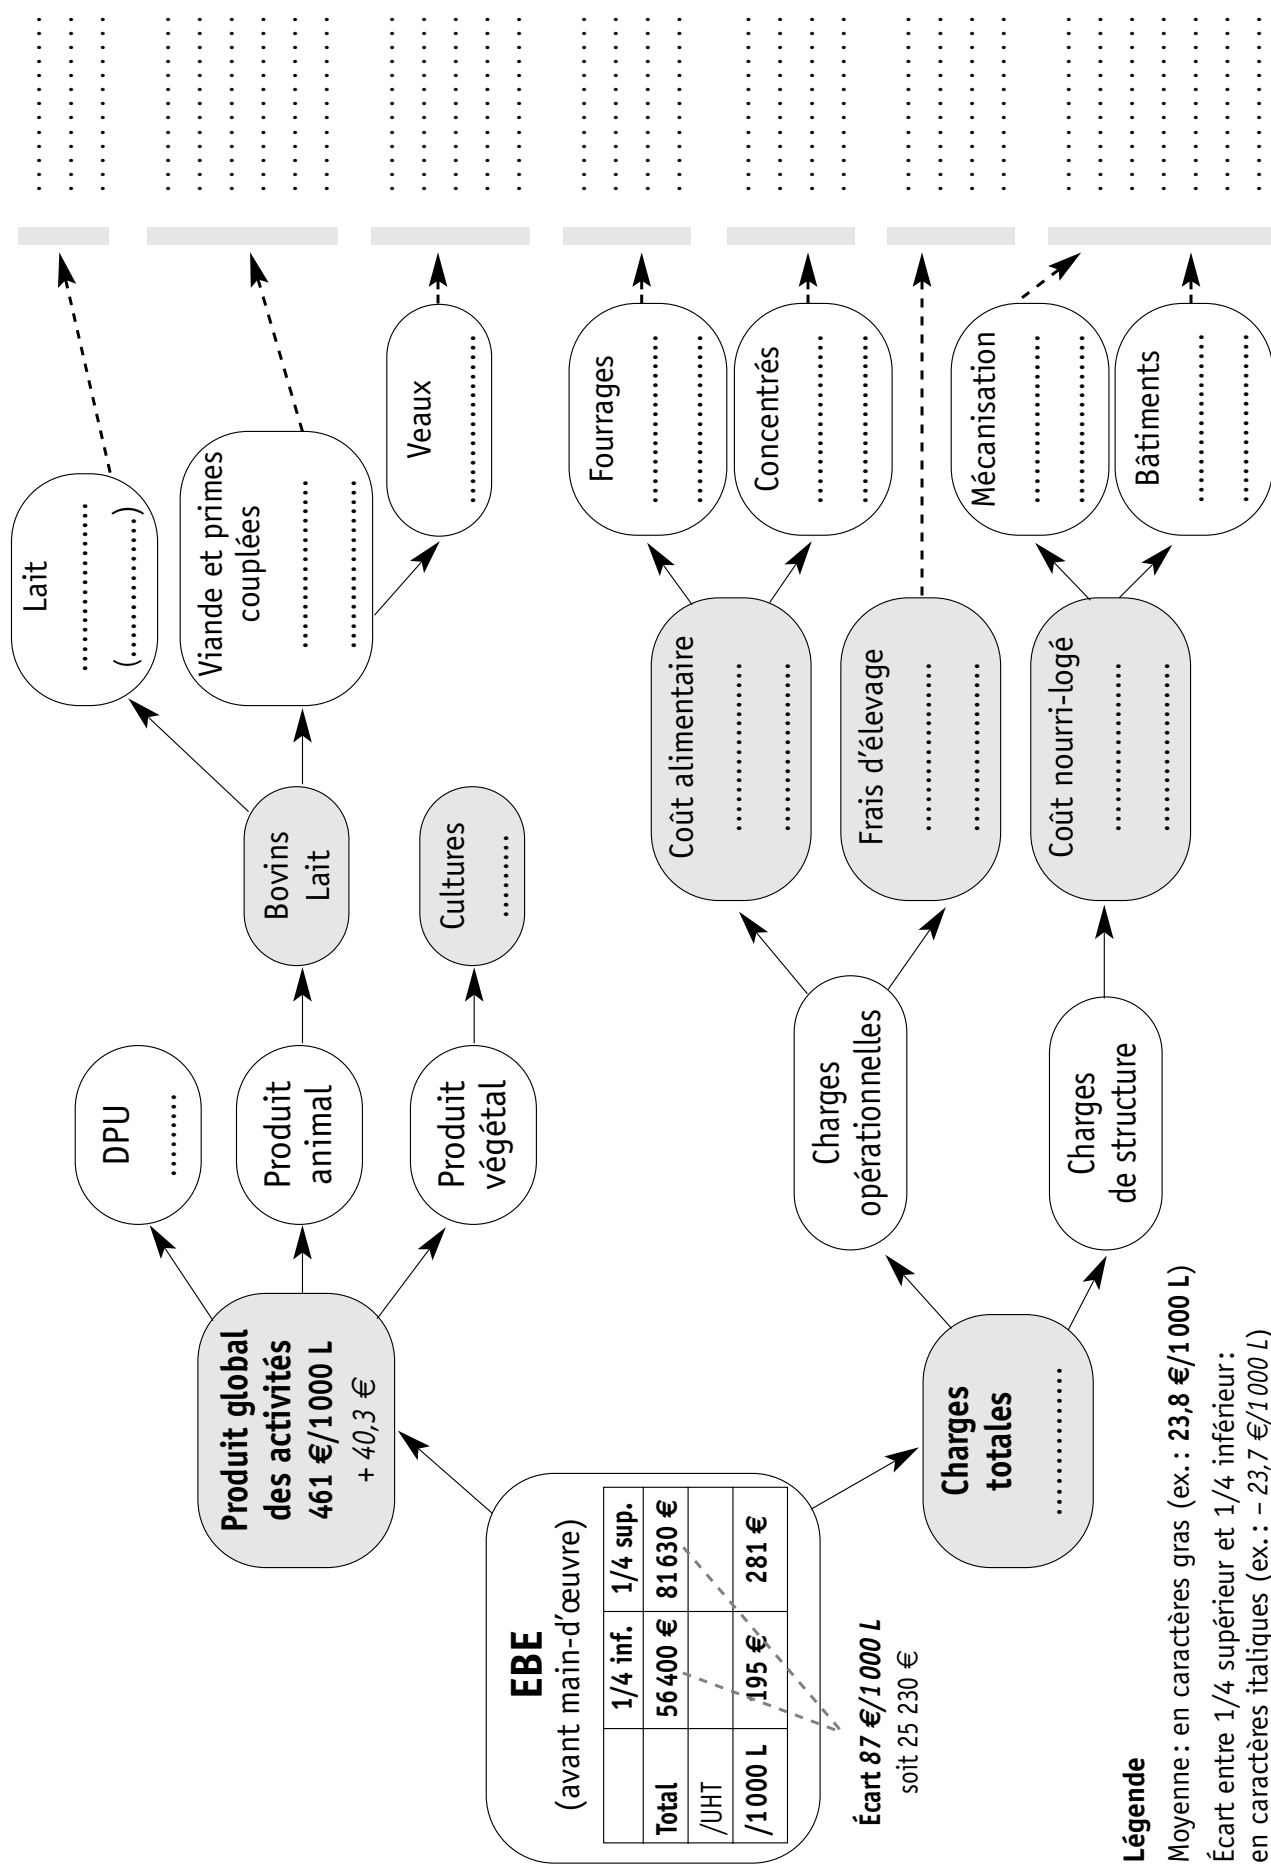 EBE
(avant main-d'œuvre)
1/4 inf. 1/4 sup.
Total 56 400 € 81 630 €
/UHT
/1 000 L 195 € 281 €
Écart 87 €/1 000 L
soit 25 230 €
Produit global
des activités
461 €/1 000 L
+ 40,3 €
DPU
.........
Produit
animal
Produit
végétal
Bovins
Lait
Cultures
.........
Lait
..................
(...............)
Viande et primes
couplées
..................
..................
Veaux
..................
Charges
totales
..................
Charges
opérationnelles
Charges
de structure
Coût alimentaire
..................
..................
Frais d'élevage
..................
..................
Coût nourri-logé
..................
..................
Fourrages
..................
..................
Concentrés
..................
..................
Mécanisation
..................
..................
Bâtiments
..................
..................
Légende
Moyenne : en caractères gras (ex. : 23,8 €/1 000 L)
Écart entre 1/4 supérieur et 1/4 inférieur :
en caractères italiques (ex. : – 23,7 €/1000 L)